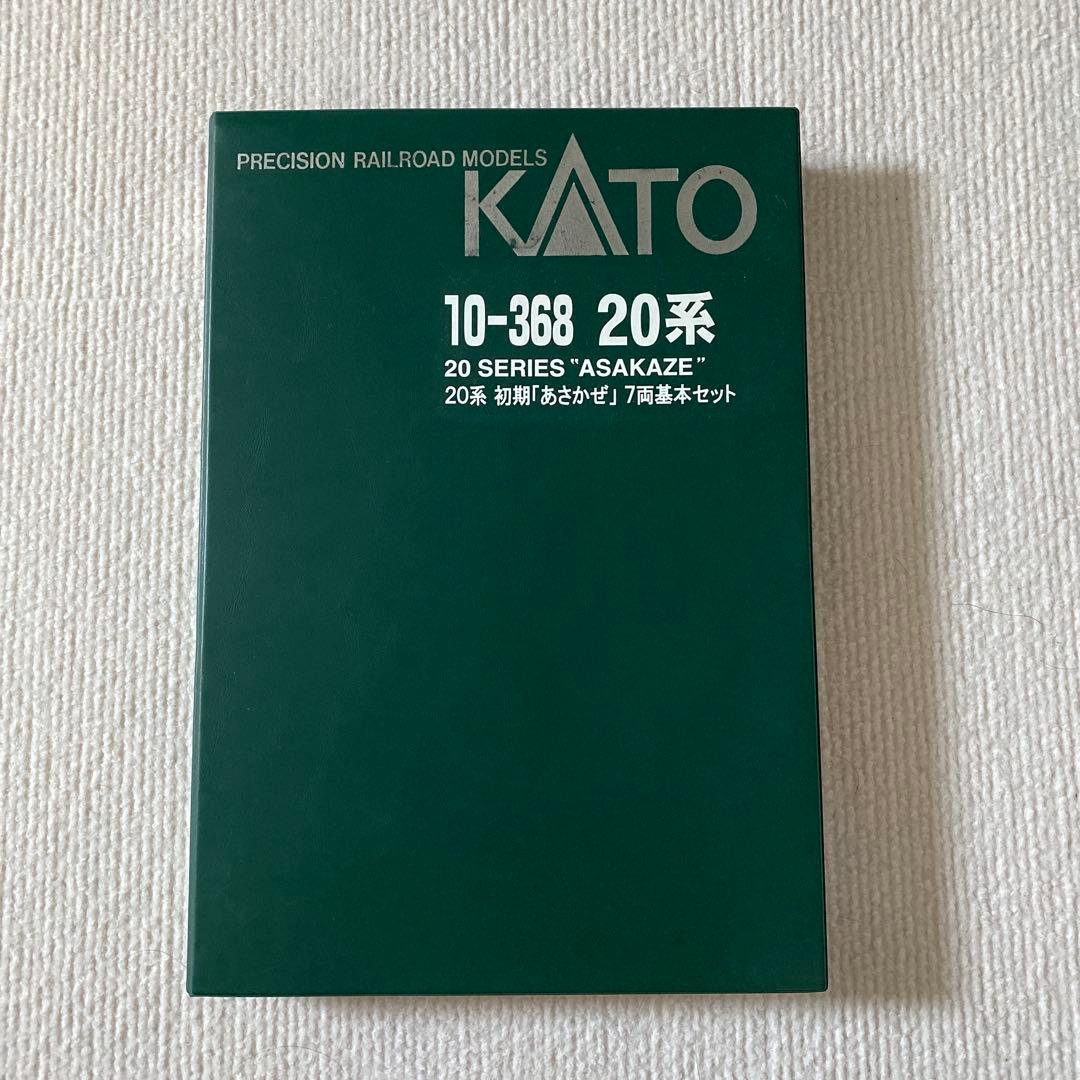 PRECISION RAILROAD MODELS
KATO
10-368 20系
20 SERIES "ASAKAZE"
20系 初期「あさかぜ」 7両基本セット